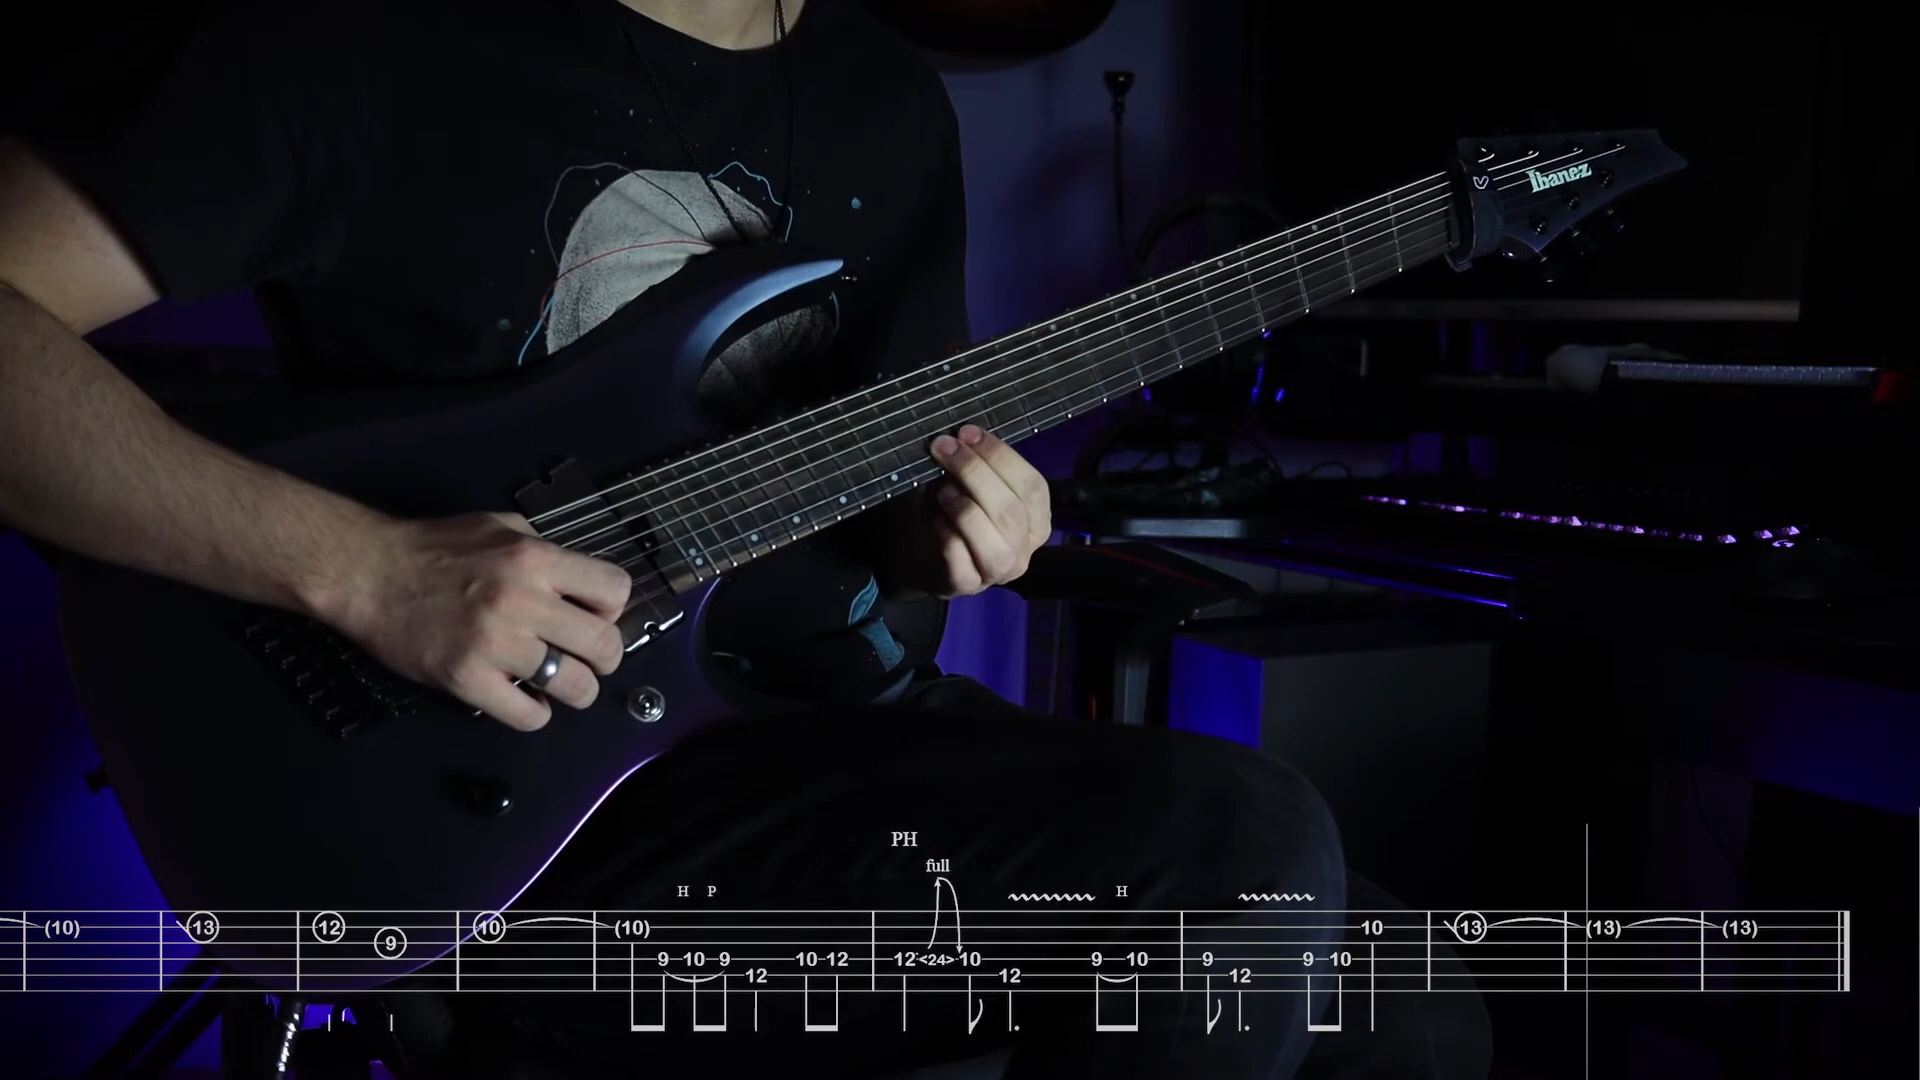 Ibanez
PH
full
H P H
(10) 13 12 10 (10) 10 13 (13) (13)
9
9 10 9 10 12 12 <24> 10 9 10 9 9 10
12 12 12